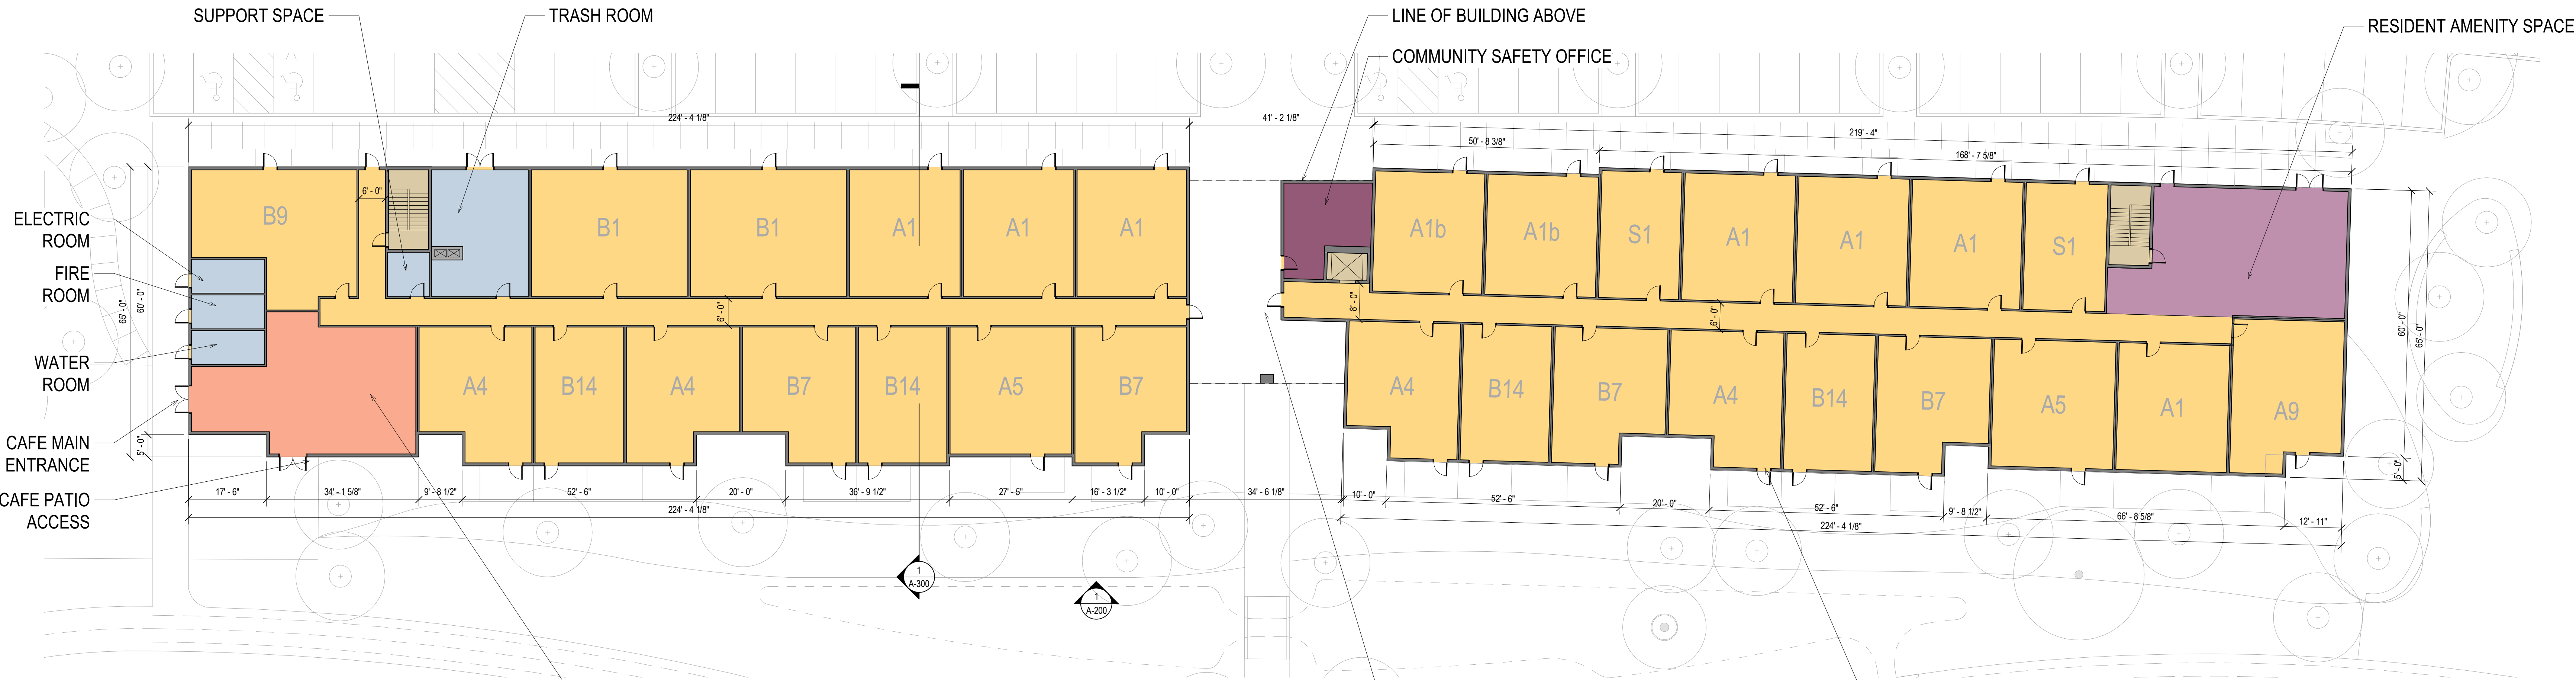 SUPPORT SPACE
TRASH ROOM
LINE OF BUILDING ABOVE
COMMUNITY SAFETY OFFICE
RESIDENT AMENITY SPACE
224' - 4 1/8"
41' - 2 1/8"
219' - 4"
50' - 8 3/8"
168' - 7 5/8"
6' - 0"
65' - 0"
60' - 0"
5' - 0"
ELECTRIC
ROOM
FIRE
ROOM
WATER
ROOM
CAFE MAIN
ENTRANCE
CAFE PATIO
ACCESS
B9
B1
B1
A1
A1
A1
6' - 0"
A4
B14
A4
B7
B14
A5
B7
A1b
A1b
S1
A1
A1
A1
S1
8' - 0"
6' - 0"
A4
B14
B7
A4
B14
B7
A5
A1
A9
60' - 0"
65' - 0"
5' - 0"
17' - 6"
34' - 1 5/8"
9' - 8 1/2"
52' - 6"
20' - 0"
36' - 9 1/2"
27' - 5"
16' - 3 1/2"
10' - 0"
34' - 6 1/8"
10' - 0"
52' - 6"
20' - 0"
52' - 6"
9' - 8 1/2"
66' - 8 5/8"
12' - 11"
224' - 4 1/8"
224' - 4 1/8"
1
A-300
1
A-200